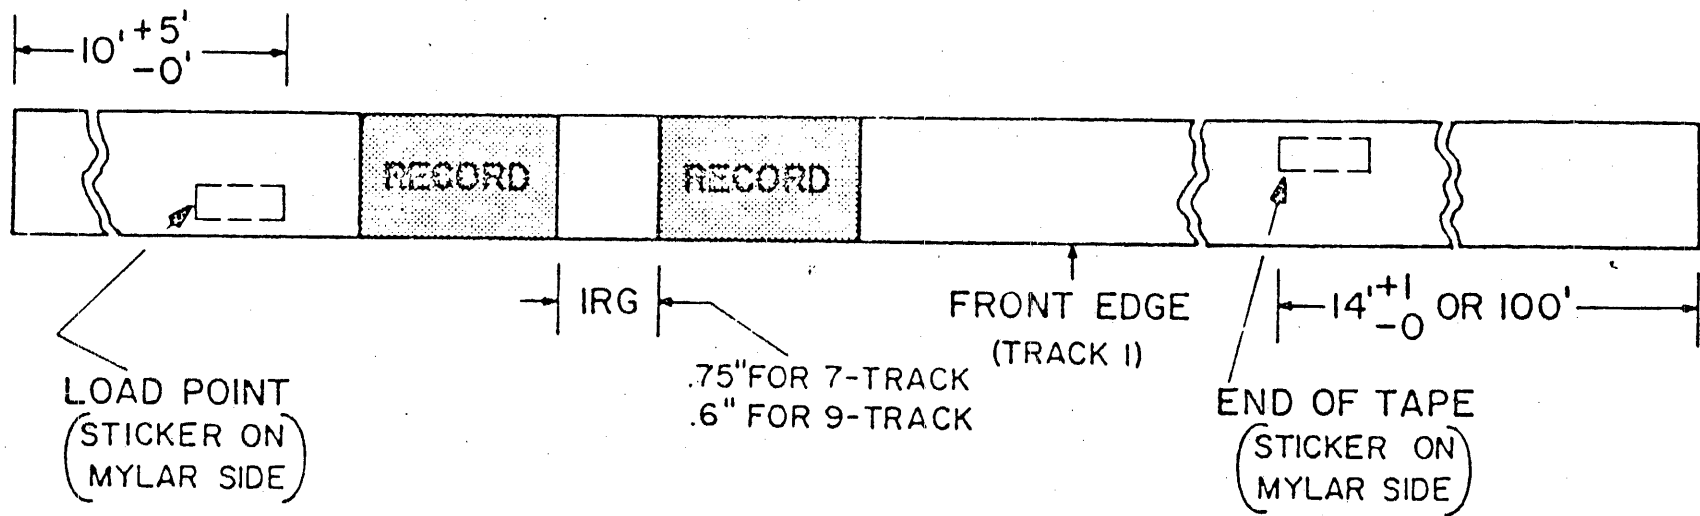 10' +5' -0'
RECORD
RECORD
IRG
.75" FOR 7-TRACK
.6" FOR 9-TRACK
FRONT EDGE
(TRACK 1)
14' +1 -0 OR 100'
LOAD POINT
(STICKER ON
MYLAR SIDE)
END OF TAPE
(STICKER ON
MYLAR SIDE)